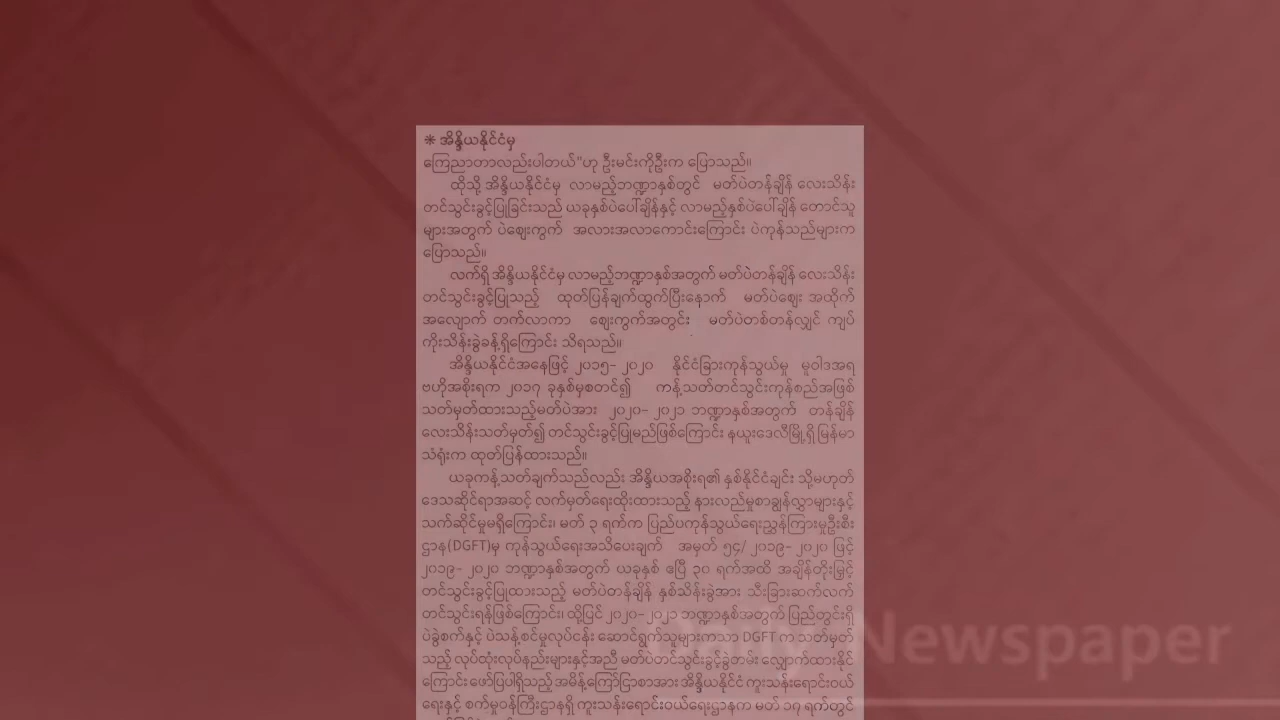 ✳ အိန္ဒိယနိုင်ငံမှ
ကြေညာတာလည်းပါတယ်"ဟု ဦးမင်းကိုဦးက ပြောသည်။
ထိုသို့ အိန္ဒိယနိုင်ငံမှ လာမည့်ဘဏ္ဍာနှစ်တွင် မတ်ပဲတန်ချိန် လေးသိန်း
တင်သွင်းခွင့်ပြုခြင်းသည် ယခုနှစ်ပဲပေါ်ချိန်နှင့် လာမည့်နှစ်ပဲပေါ်ချိန် တောင်သူ
များအတွက် ပဲဈေးကွက် အလားအလာကောင်းကြောင်း ပဲကုန်သည်များက
ပြောသည်။
လက်ရှိ အိန္ဒိယနိုင်ငံမှ လာမည့်ဘဏ္ဍာနှစ်အတွက် မတ်ပဲတန်ချိန် လေးသိန်း
တင်သွင်းခွင့်ပြုသည့် ထုတ်ပြန်ချက်ထွက်ပြီးနောက် မတ်ပဲဈေး အထိုက်
အလျောက် တက်လာကာ ဈေးကွက်အတွင်း မတ်ပဲတစ်တန်လျှင် ကျပ်
ကိုးသိန်းခွဲခန့်ရှိကြောင်း သိရသည်။
အိန္ဒိယနိုင်ငံအနေဖြင့် ၂၀၁၅– ၂၀၂၀ နိုင်ငံခြားကုန်သွယ်မှု မူဝါဒအရ
ဗဟိုအစိုးရက ၂၀၁၇ ခုနှစ်မှစတင်၍ ကန့်သတ်တင်သွင်းကုန်စည်အဖြစ်
သတ်မှတ်ထားသည့်မတ်ပဲအား ၂၀၂၀– ၂၀၂၁ ဘဏ္ဍာနှစ်အတွက် တန်ချိန်
လေးသိန်းသတ်မှတ်၍ တင်သွင်းခွင့်ပြုမည်ဖြစ်ကြောင်း နယူးဒေလီမြို့ရှိ မြန်မာ
သံရုံးက ထုတ်ပြန်ထားသည်။
ယခုကန့်သတ်ချက်သည်လည်း အိန္ဒိယအစိုးရ၏ နှစ်နိုင်ငံချင်း သို့မဟုတ်
ဒေသဆိုင်ရာအဆင့် လက်မှတ်ရေးထိုးထားသည့် နားလည်မှုစာချွန်လွှာများနှင့်
သက်ဆိုင်မှုမရှိကြောင်း၊ မတ် ၃ ရက်က ပြည်ပကုန်သွယ်ရေးညွှန်ကြားမှုဦးစီး
ဌာန(DGFT)မှ ကုန်သွယ်ရေးအသိပေးချက် အမှတ် ၅၄/ ၂၀၁၉– ၂၀၂၀ ဖြင့်
၂၀၁၉– ၂၀၂၀ ဘဏ္ဍာနှစ်အတွက် ယခုနှစ် ဧပြီ ၃၀ ရက်အထိ အချိန်တိုးမြှင့်
တင်သွင်းခွင့်ပြုထားသည့် မတ်ပဲတန်ချိန် နှစ်သိန်းခွဲအား သီးခြားဆက်လက်
တင်သွင်းရန်ဖြစ်ကြောင်း၊ ထို့ပြင် ၂၀၂၀– ၂၀၂၁ ဘဏ္ဍာနှစ်အတွက် ပြည်တွင်းရှိ
ပဲခွဲစက်နှင့် ပဲသန့်စင်မှုလုပ်ငန်း ဆောင်ရွက်သူများကသာ DGFT က သတ်မှတ်
သည့် လုပ်ထုံးလုပ်နည်းများနှင့်အညီ မတ်ပဲတင်သွင်းခွင့်ခွဲတမ်း လျှောက်ထားနိုင်
ကြောင်း ဖော်ပြပါရှိသည့် အမိန့်ကြော်ငြာစာအား အိန္ဒိယနိုင်ငံ ကူးသန်းရောင်းဝယ်
ရေးနှင့် စက်မှုဝန်ကြီးဌာနရှိ ကူးသန်းရောင်းဝယ်ရေးဌာနက မတ် ၁၇ ရက်တွင်
Daily Newspaper